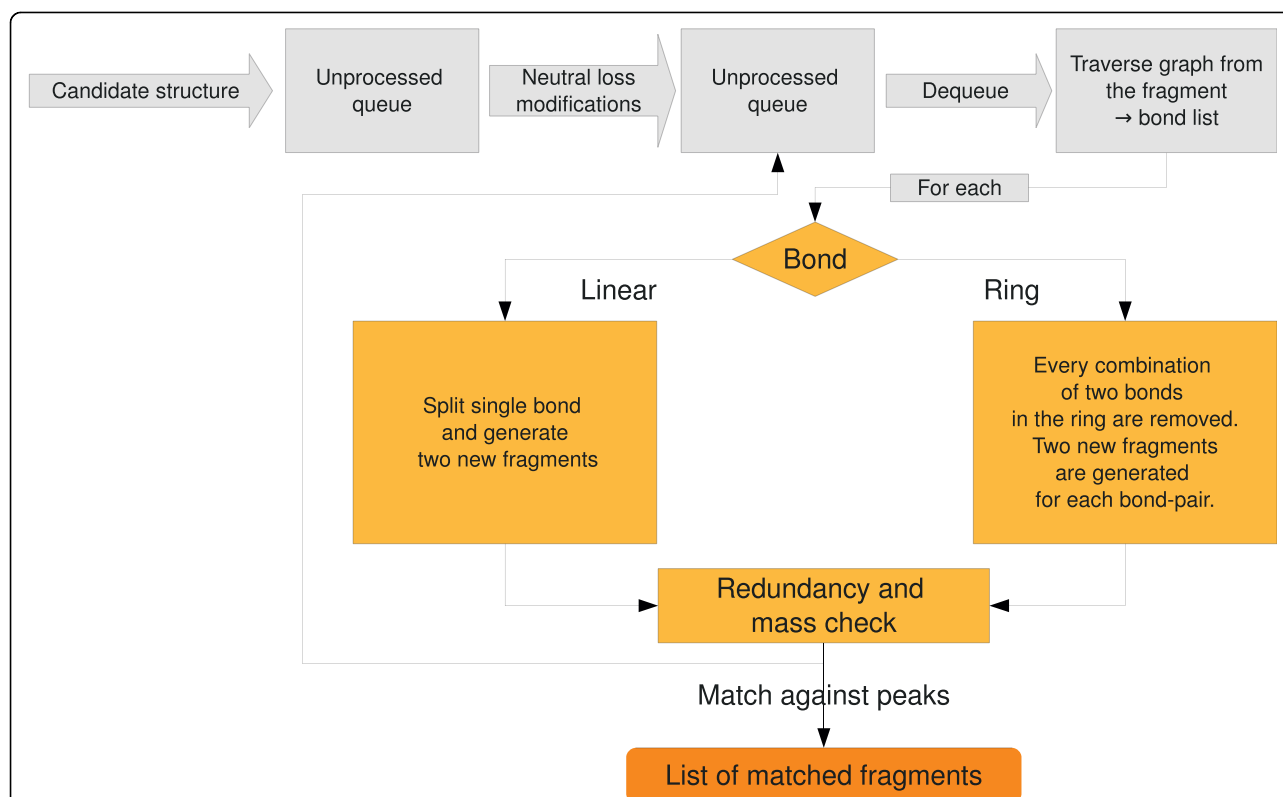 Candidate structure
Unprocessed
queue
Neutral loss
modifications
Unprocessed
queue
Dequeue
Traverse graph from
the fragment
→ bond list
For each
Bond
Linear
Ring
Split single bond
and generate
two new fragments
Every combination
of two bonds
in the ring are removed.
Two new fragments
are generated
for each bond-pair.
Redundancy and
mass check
Match against peaks
List of matched fragments